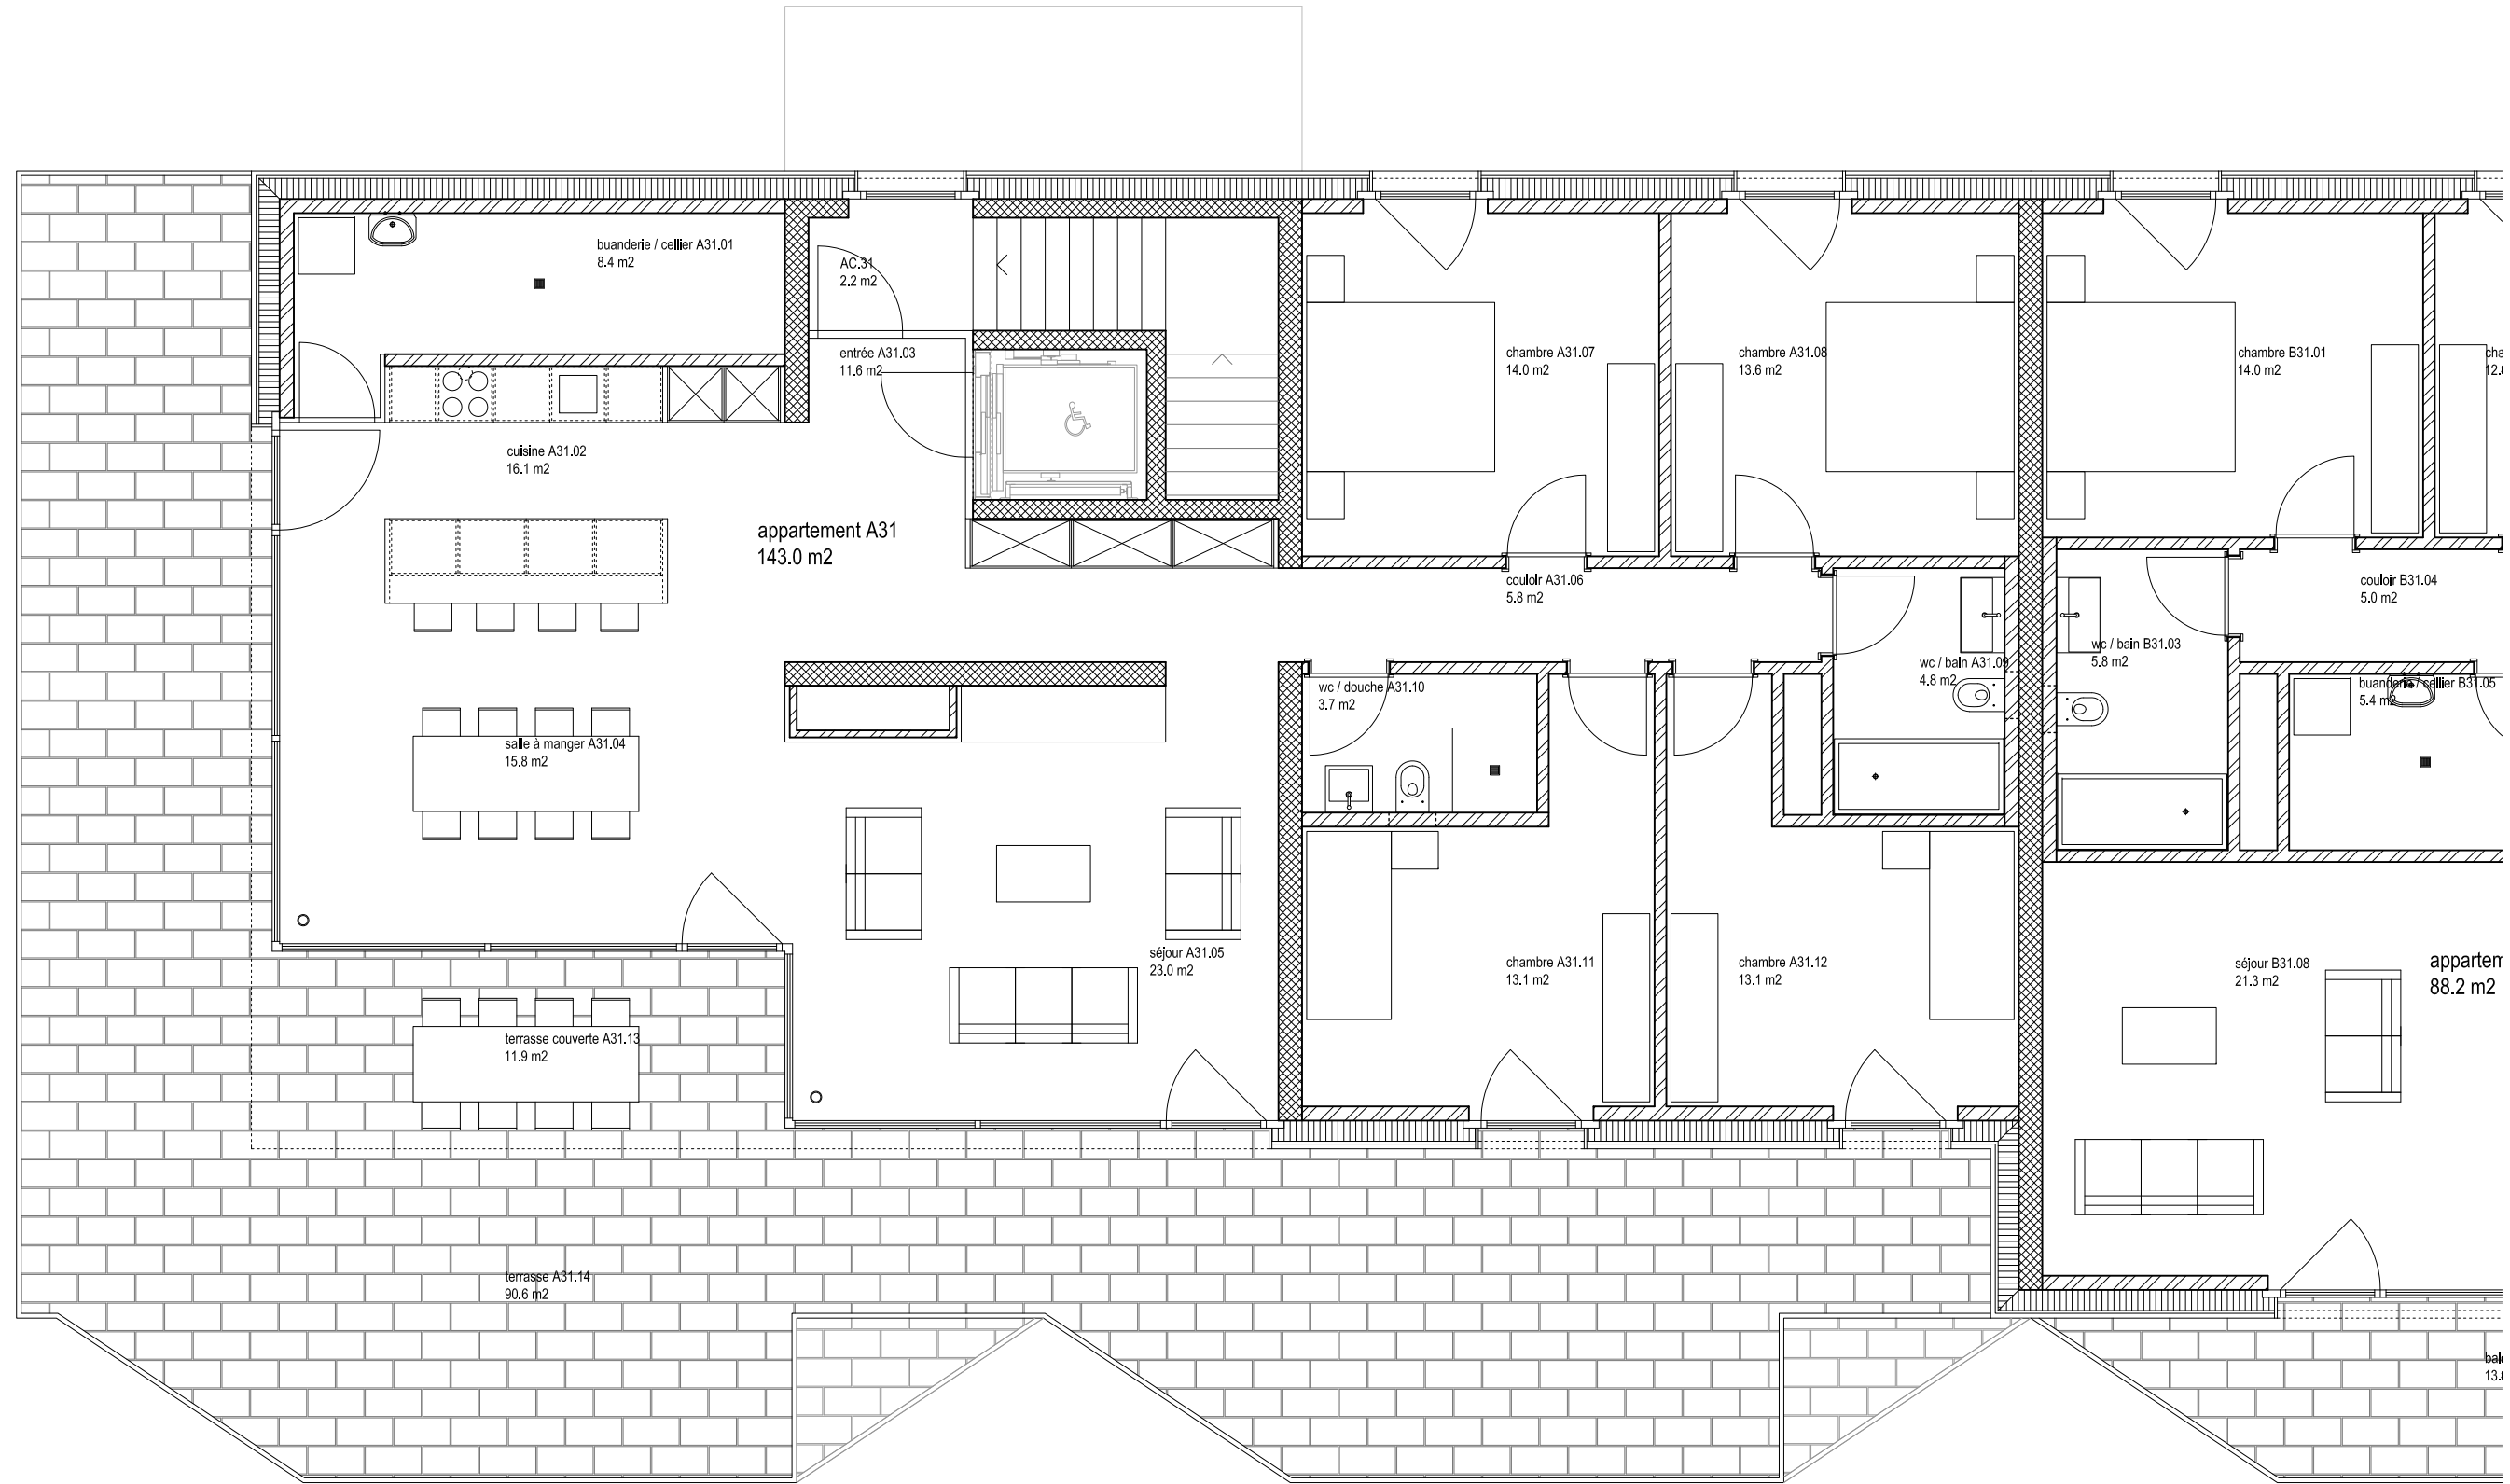 buanderie / cellier A31.01
8.4 m2
AC.31
2.2 m2
entrée A31.03
11.6 m2
chambre A31.07
14.0 m2
chambre A31.08
13.6 m2
chambre B31.01
14.0 m2
cuisine A31.02
16.1 m2
appartement A31
143.0 m2
couloir A31.06
5.8 m2
couloir B31.04
5.0 m2
wc / bain A31.09
4.8 m2
wc / bain B31.03
5.8 m2
wc / douche A31.10
3.7 m2
buanderie / cellier B31.05
5.4 m2
salle à manger A31.04
15.8 m2
séjour A31.05
23.0 m2
chambre A31.11
13.1 m2
chambre A31.12
13.1 m2
séjour B31.08
21.3 m2
appartem
88.2 m2
terrasse couverte A31.13
11.9 m2
terrasse A31.14
90.6 m2